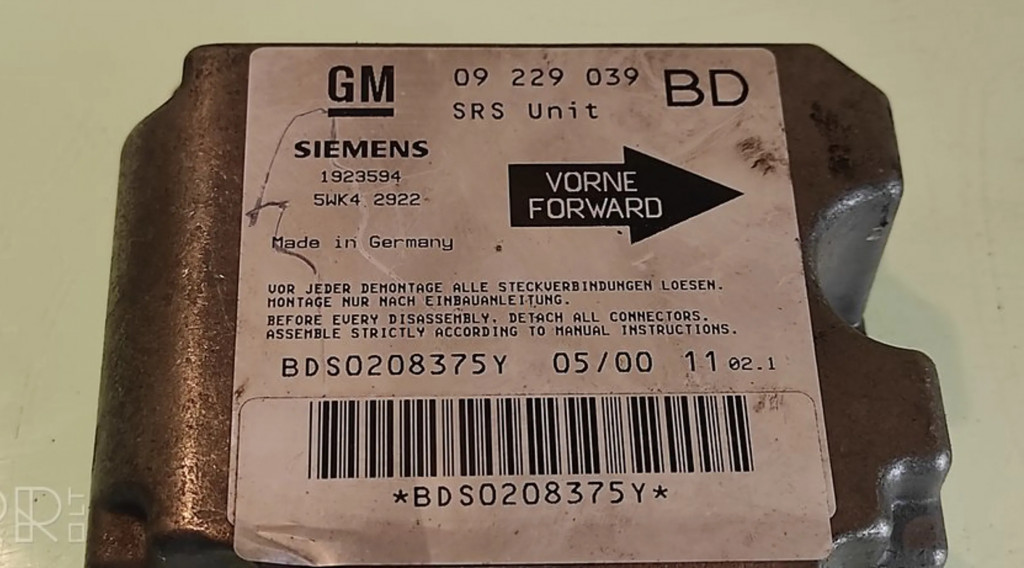 GM 09 229 039 BD
SRS Unit
SIEMENS
1923594
5WK4 2922
VORNE
FORWARD
Made in Germany
VOR JEDER DEMONTAGE ALLE STECKVERBINDUNGEN LOESEN.
MONTAGE NUR NACH EINBAUANLEITUNG.
BEFORE EVERY DISASSEMBLY, DETACH ALL CONNECTORS.
ASSEMBLE STRICTLY ACCORDING TO MANUAL INSTRUCTIONS.
BDS0208375Y 05/00 11 02.1
*BDS0208375Y*